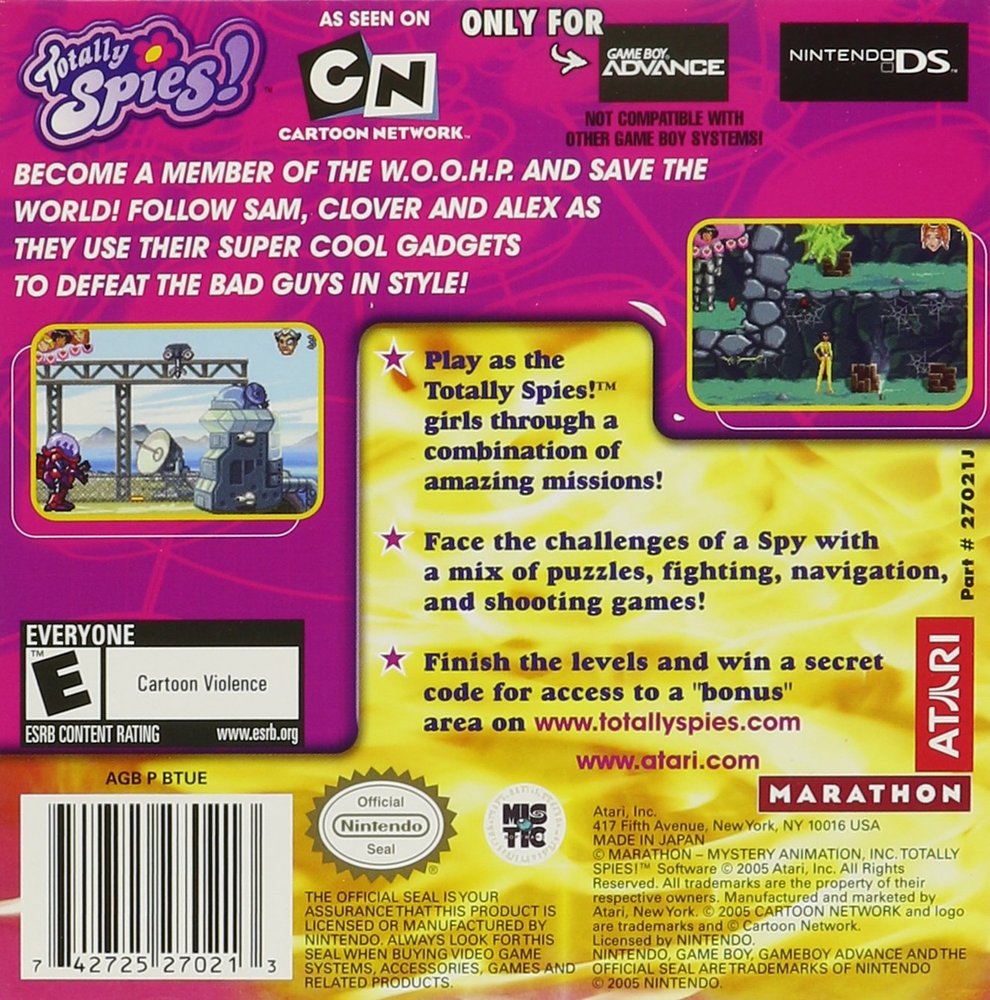 Totally
Spies!
AS SEEN ON
CN
CARTOON NETWORK™
ONLY FOR
GAME BOY ADVANCE
NINTENDO DS™
NOT COMPATIBLE WITH
OTHER GAME BOY SYSTEMS!
BECOME A MEMBER OF THE W.O.O.H.P. AND SAVE THE
WORLD! FOLLOW SAM, CLOVER AND ALEX AS
THEY USE THEIR SUPER COOL GADGETS
TO DEFEAT THE BAD GUYS IN STYLE!
Play as the
Totally Spies!™
girls through a
combination of
amazing missions!
Face the challenges of a Spy with
a mix of puzzles, fighting, navigation,
and shooting games!
Finish the levels and win a secret
code for access to a "bonus"
area on www.totallyspies.com
www.atari.com
Part # 27021J
ATARI
MARATHON
EVERYONE
E™
Cartoon Violence
ESRB CONTENT RATING
www.esrb.org
AGB P BTUE
7 42725 27021 3
Official
Nintendo
Seal
®
THE OFFICIAL SEAL IS YOUR
ASSURANCE THAT THIS PRODUCT IS
LICENSED OR MANUFACTURED BY
NINTENDO. ALWAYS LOOK FOR THIS
SEAL WHEN BUYING VIDEO GAME
SYSTEMS, ACCESSORIES, GAMES AND
RELATED PRODUCTS.
MIS
TIC
Atari, Inc.
417 Fifth Avenue, New York, NY 10016 USA
MADE IN JAPAN
© MARATHON – MYSTERY ANIMATION, INC. TOTALLY
SPIES!™ Software © 2005 Atari, Inc. All Rights
Reserved. All trademarks are the property of their
respective owners. Manufactured and marketed by
Atari, New York. © 2005 CARTOON NETWORK and logo
are trademarks and © Cartoon Network.
Licensed by NINTENDO.
NINTENDO, GAME BOY, GAMEBOY ADVANCE AND THE
OFFICIAL SEAL ARE TRADEMARKS OF NINTENDO
© 2005 NINTENDO.